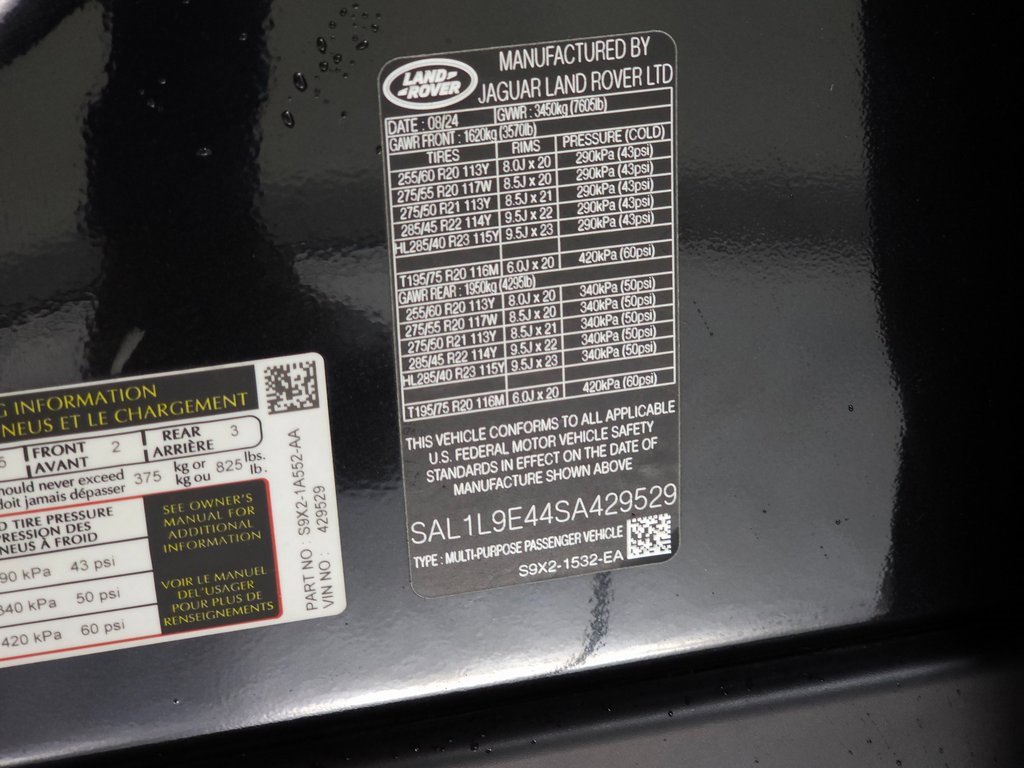 LAND-
-ROVER
MANUFACTURED BY
JAGUAR LAND ROVER LTD
DATE : 08/24 GVWR : 3450kg (7605lb)
GAWR FRONT : 1620kg (3570lb)
TIRES RIMS PRESSURE (COLD)
255/60 R20 113Y 8.0J x 20 290kPa (43psi)
275/55 R20 117W 8.5J x 20 290kPa (43psi)
275/50 R21 113Y 8.5J x 21 290kPa (43psi)
285/45 R22 114Y 9.5J x 22 290kPa (43psi)
HL285/40 R23 115Y 9.5J x 23 290kPa (43psi)
T195/75 R20 116M 6.0J x 20 420kPa (60psi)
GAWR REAR : 1950kg (4295lb)
255/60 R20 113Y 8.0J x 20 340kPa (50psi)
275/55 R20 117W 8.5J x 20 340kPa (50psi)
275/50 R21 113Y 8.5J x 21 340kPa (50psi)
285/45 R22 114Y 9.5J x 22 340kPa (50psi)
HL285/40 R23 115Y 9.5J x 23 340kPa (50psi)
T195/75 R20 116M 6.0J x 20 420kPa (60psi)
THIS VEHICLE CONFORMS TO ALL APPLICABLE
U.S. FEDERAL MOTOR VEHICLE SAFETY
STANDARDS IN EFFECT ON THE DATE OF
MANUFACTURE SHOWN ABOVE
SAL1L9E44SA429529
TYPE : MULTI-PURPOSE PASSENGER VEHICLE
S9X2-1532-EA
G INFORMATION
NEUS ET LE CHARGEMENT
5 FRONT 2 REAR 3
AVANT ARRIÈRE
hould never exceed 375 kg or 825 lbs.
doit jamais dépasser kg ou lb.
D TIRE PRESSURE
PRESSION DES
NEUS À FROID
90 kPa 43 psi
340 kPa 50 psi
420 kPa 60 psi
SEE OWNER'S
MANUAL FOR
ADDITIONAL
INFORMATION
VOIR LE MANUEL
DEL'USAGER
POUR PLUS DE
RENSEIGNEMENTS
PART NO : S9X2-1A552-AA
VIN NO : 429529